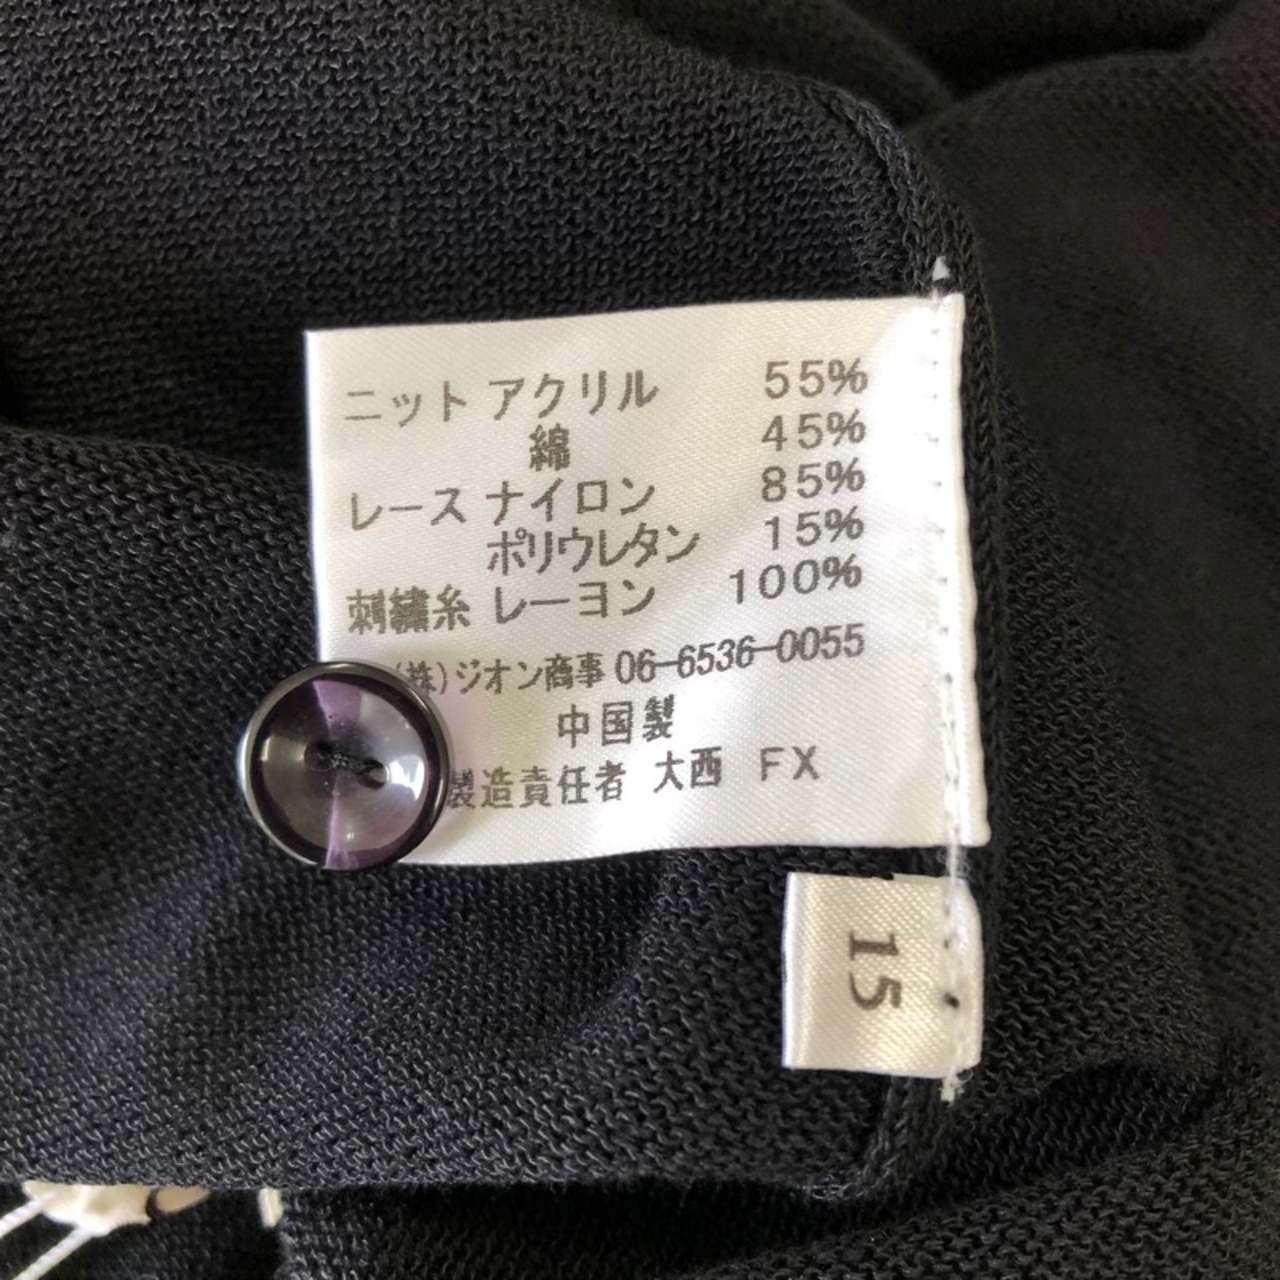 ニット アクリル 55%
綿 45%
レース ナイロン 85%
ポリウレタン 15%
刺繍糸 レーヨン 100%
(株)ジオン商事 06-6536-0055
中国製
製造責任者 大西 FX
15